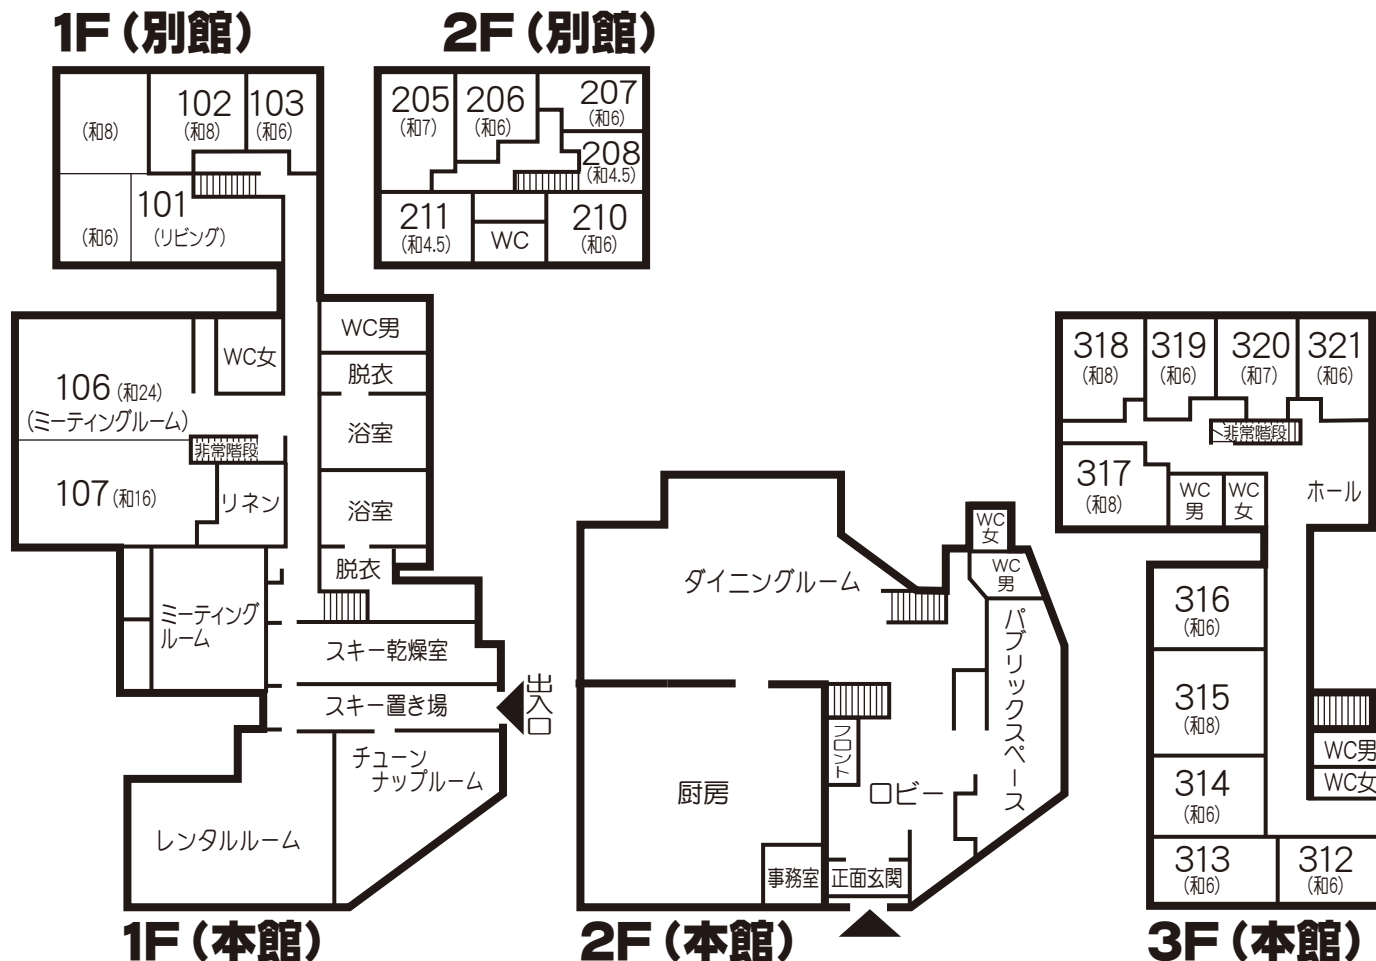 1F（別館）
(和8)
102
(和8)
103
(和6)
101
(リビング)
(和6)
2F（別館）
205
(和7)
206
(和6)
207
(和6)
208
(和4.5)
211
(和4.5)
WC
210
(和6)
WC女
106 (和24)
(ミーティングルーム)
非常階段
107 (和16)
リネン
WC男
脱衣
浴室
浴室
脱衣
ミーティング
ルーム
スキー乾燥室
スキー置き場
出入口
チューン
ナップルーム
レンタルルーム
1F（本館）
ダイニングルーム
WC
女
WC
男
パブリックスペース
フロント
ロビー
厨房
事務室
正面玄関
2F（本館）
318
(和8)
319
(和6)
320
(和7)
321
(和6)
非常階段
317
(和8)
WC
男
WC
女
ホール
316
(和6)
315
(和8)
314
(和6)
WC男
WC女
313
(和6)
312
(和6)
3F（本館）